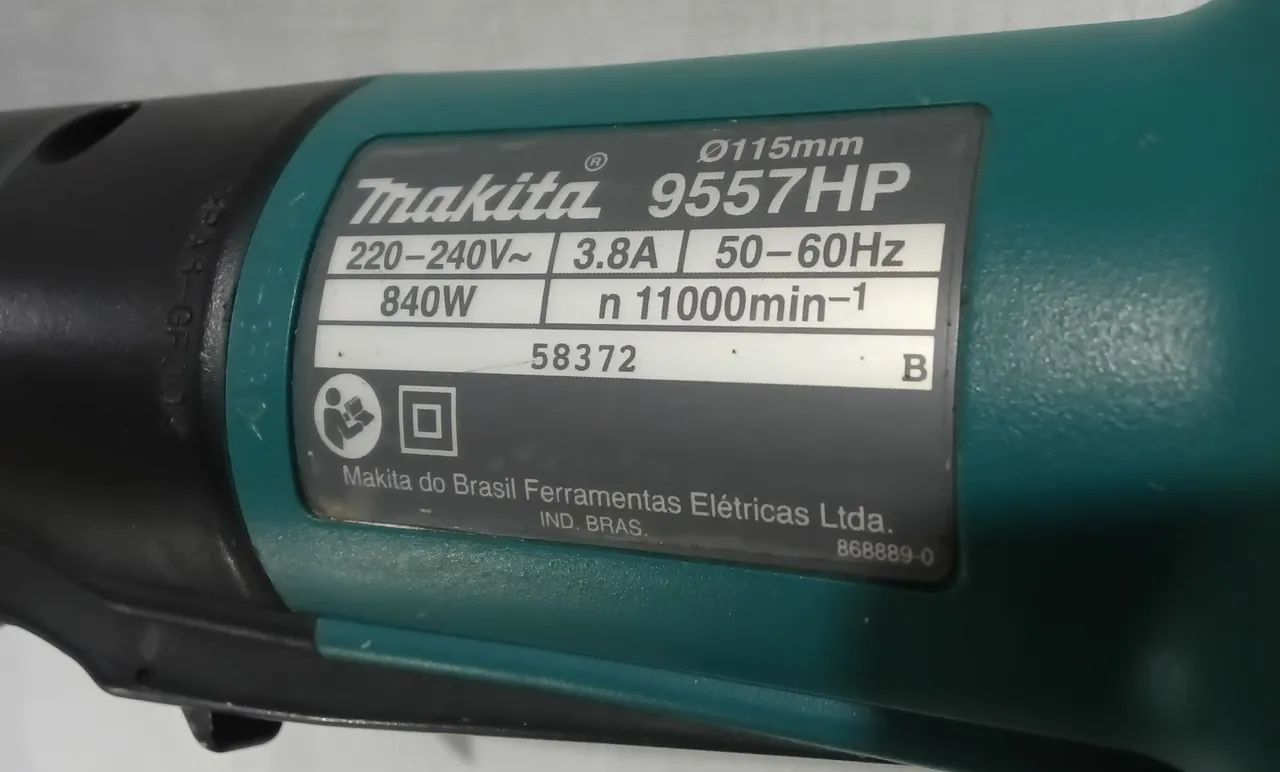 Ø115mm
Makita® 9557HP
220–240V~ 3.8A 50–60Hz
840W n 11000min⁻¹
58372 B
Makita do Brasil Ferramentas Elétricas Ltda.
IND. BRAS.
868889-0